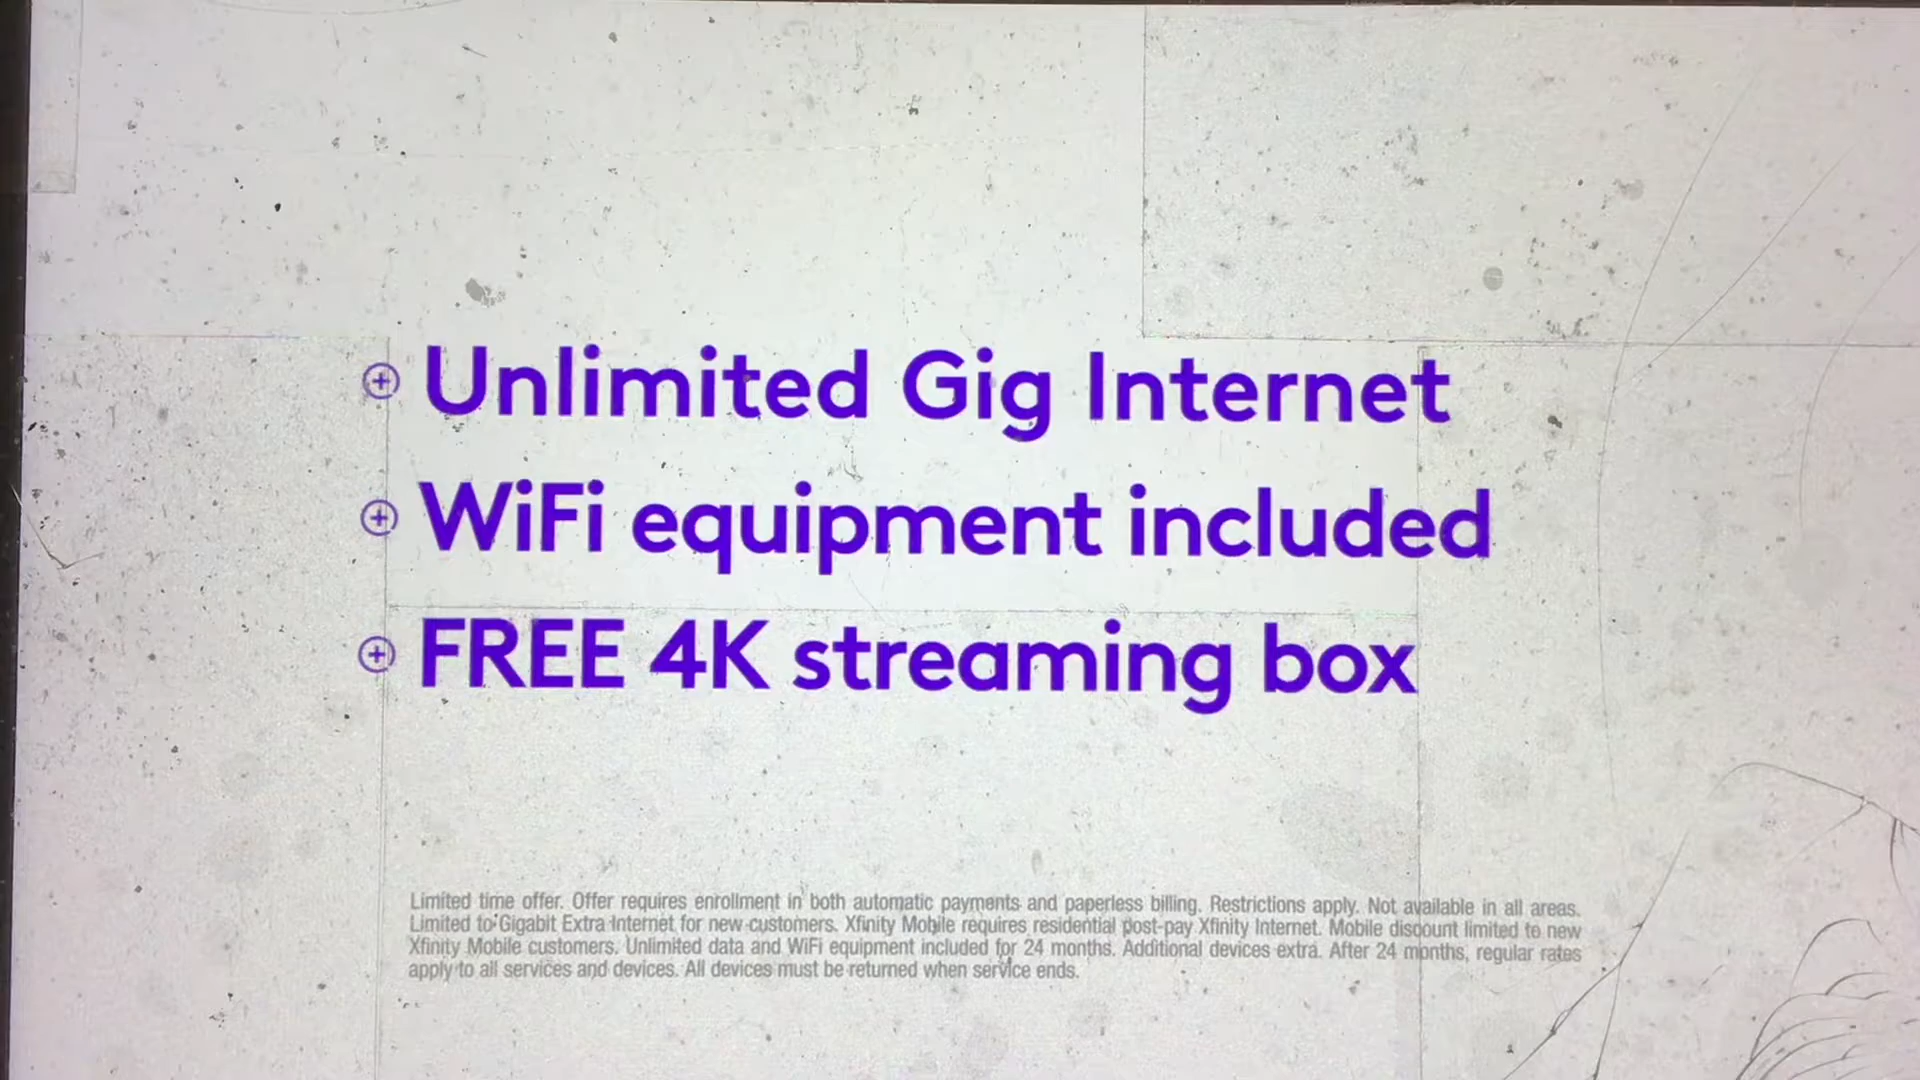 Unlimited Gig Internet
WiFi equipment included
FREE 4K streaming box
Limited time offer. Offer requires enrollment in both automatic payments and paperless billing. Restrictions apply. Not available in all areas.
Limited to Gigabit Extra Internet for new customers. Xfinity Mobile requires residential post-pay Xfinity Internet. Mobile discount limited to new
Xfinity Mobile customers. Unlimited data and WiFi equipment included for 24 months. Additional devices extra. After 24 months, regular rates
apply to all services and devices. All devices must be returned when service ends.